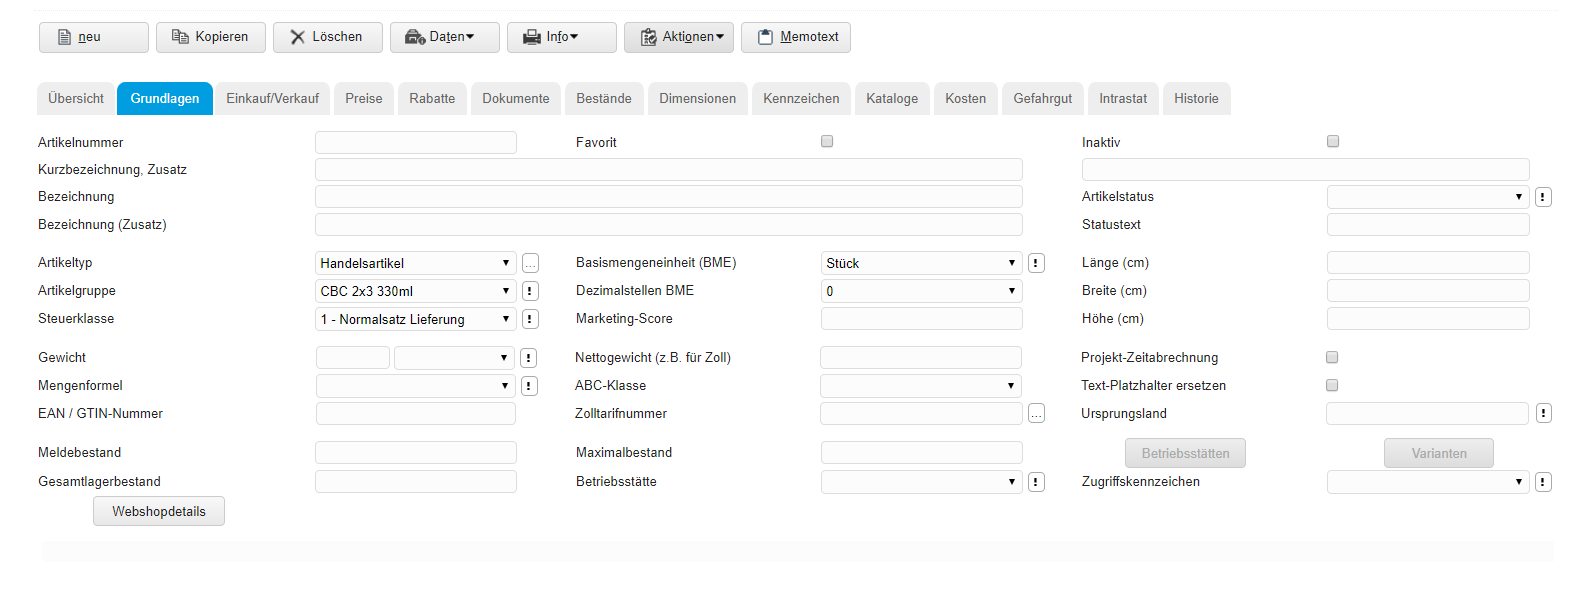 neu Kopieren Löschen Daten Info Aktionen Memotext
Übersicht Grundlagen Einkauf/Verkauf Preise Rabatte Dokumente Bestände Dimensionen Kennzeichen Kataloge Kosten Gefahrgut Intrastat Historie
Artikelnummer Favorit Inaktiv
Kurzbezeichnung, Zusatz
Bezeichnung Artikelstatus !
Bezeichnung (Zusatz) Statustext
Artikeltyp Handelsartikel ... Basismengeneinheit (BME) Stück ! Länge (cm)
Artikelgruppe CBC 2x3 330ml ! Dezimalstellen BME 0 Breite (cm)
Steuerklasse 1 - Normalsatz Lieferung ! Marketing-Score Höhe (cm)
Gewicht ! Nettogewicht (z.B. für Zoll) Projekt-Zeitabrechnung
Mengenformel ! ABC-Klasse Text-Platzhalter ersetzen
EAN / GTIN-Nummer Zolltarifnummer ... Ursprungsland !
Meldebestand Maximalbestand Betriebsstätten Varianten
Gesamtlagerbestand Betriebsstätte ! Zugriffskennzeichen !
Webshopdetails